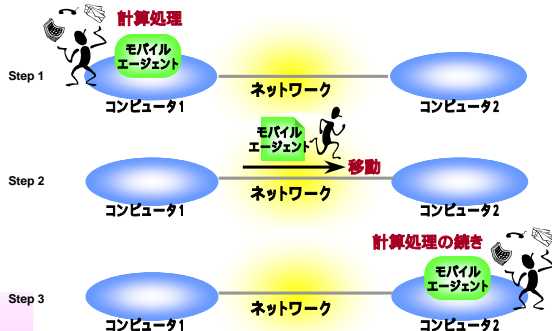 計算処理
モバイル
エージェント
Step 1
ネットワーク
コンピュータ1
コンピュータ2
モバイル
エージェント
移動
Step 2
ネットワーク
コンピュータ1
コンピュータ2
計算処理の続き
モバイル
エージェント
Step 3
ネットワーク
コンピュータ1
コンピュータ2